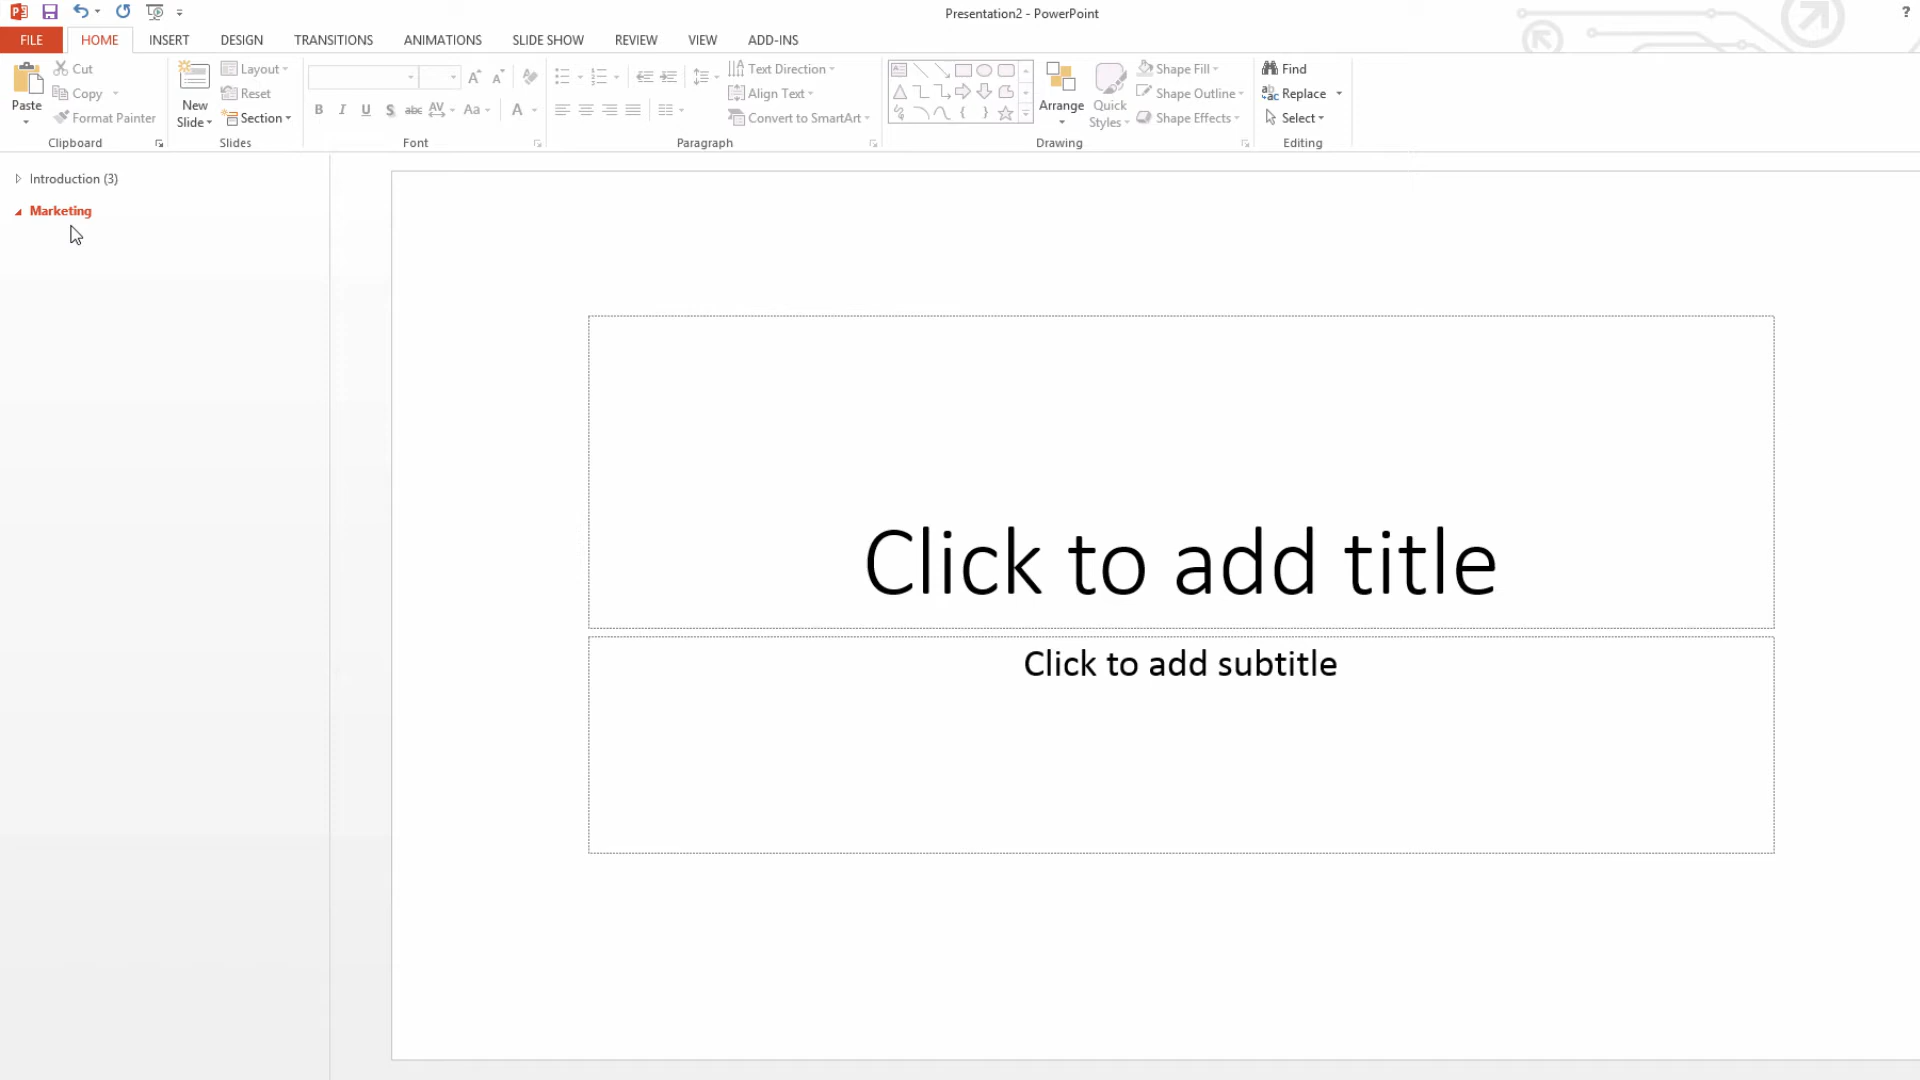 Presentation2 - PowerPoint
?
FILE
HOME
INSERT
DESIGN
TRANSITIONS
ANIMATIONS
SLIDE SHOW
REVIEW
VIEW
ADD-INS
Paste
Cut
Copy
Format Painter
Clipboard
New
Slide
Layout
Reset
Section
Slides
B I U S abc AV Aa A
Font
Text Direction
Align Text
Convert to SmartArt
Paragraph
Arrange
Quick
Styles
Shape Fill
Shape Outline
Shape Effects
Drawing
Find
Replace
Select
Editing
Introduction (3)
Marketing
Click to add title
Click to add subtitle